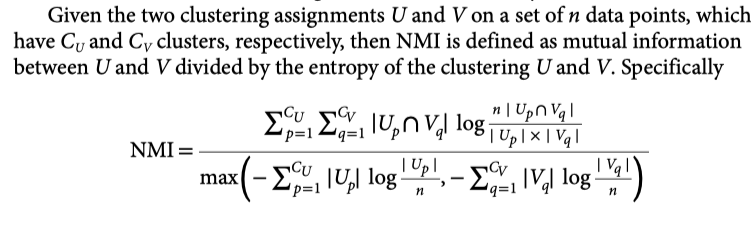 Given the two clustering assignments U and V on a set of n data points, which
have C_U and C_V clusters, respectively, then NMI is defined as mutual information
between U and V divided by the entropy of the clustering U and V. Specifically
NMI = \frac{\sum_{p=1}^{C_U} \sum_{q=1}^{C_V} |U_p \cap V_q| \log \frac{n | U_p \cap V_q |}{| U_p | \times | V_q |}}{\max\left(-\sum_{p=1}^{C_U} |U_p| \log \frac{| U_p |}{n}, -\sum_{q=1}^{C_V} |V_q| \log \frac{| V_q |}{n}\right)}